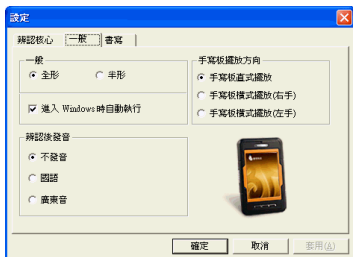 設定
辨認核心 一般 書寫
一般
全形 半形
進入 Windows 時自動執行
手寫板擺放方向
手寫板直式擺放
手寫板橫式擺放(右手)
手寫板橫式擺放(左手)
辨認後發音
不發音
國語
廣東音
確定 取消 套用(A)